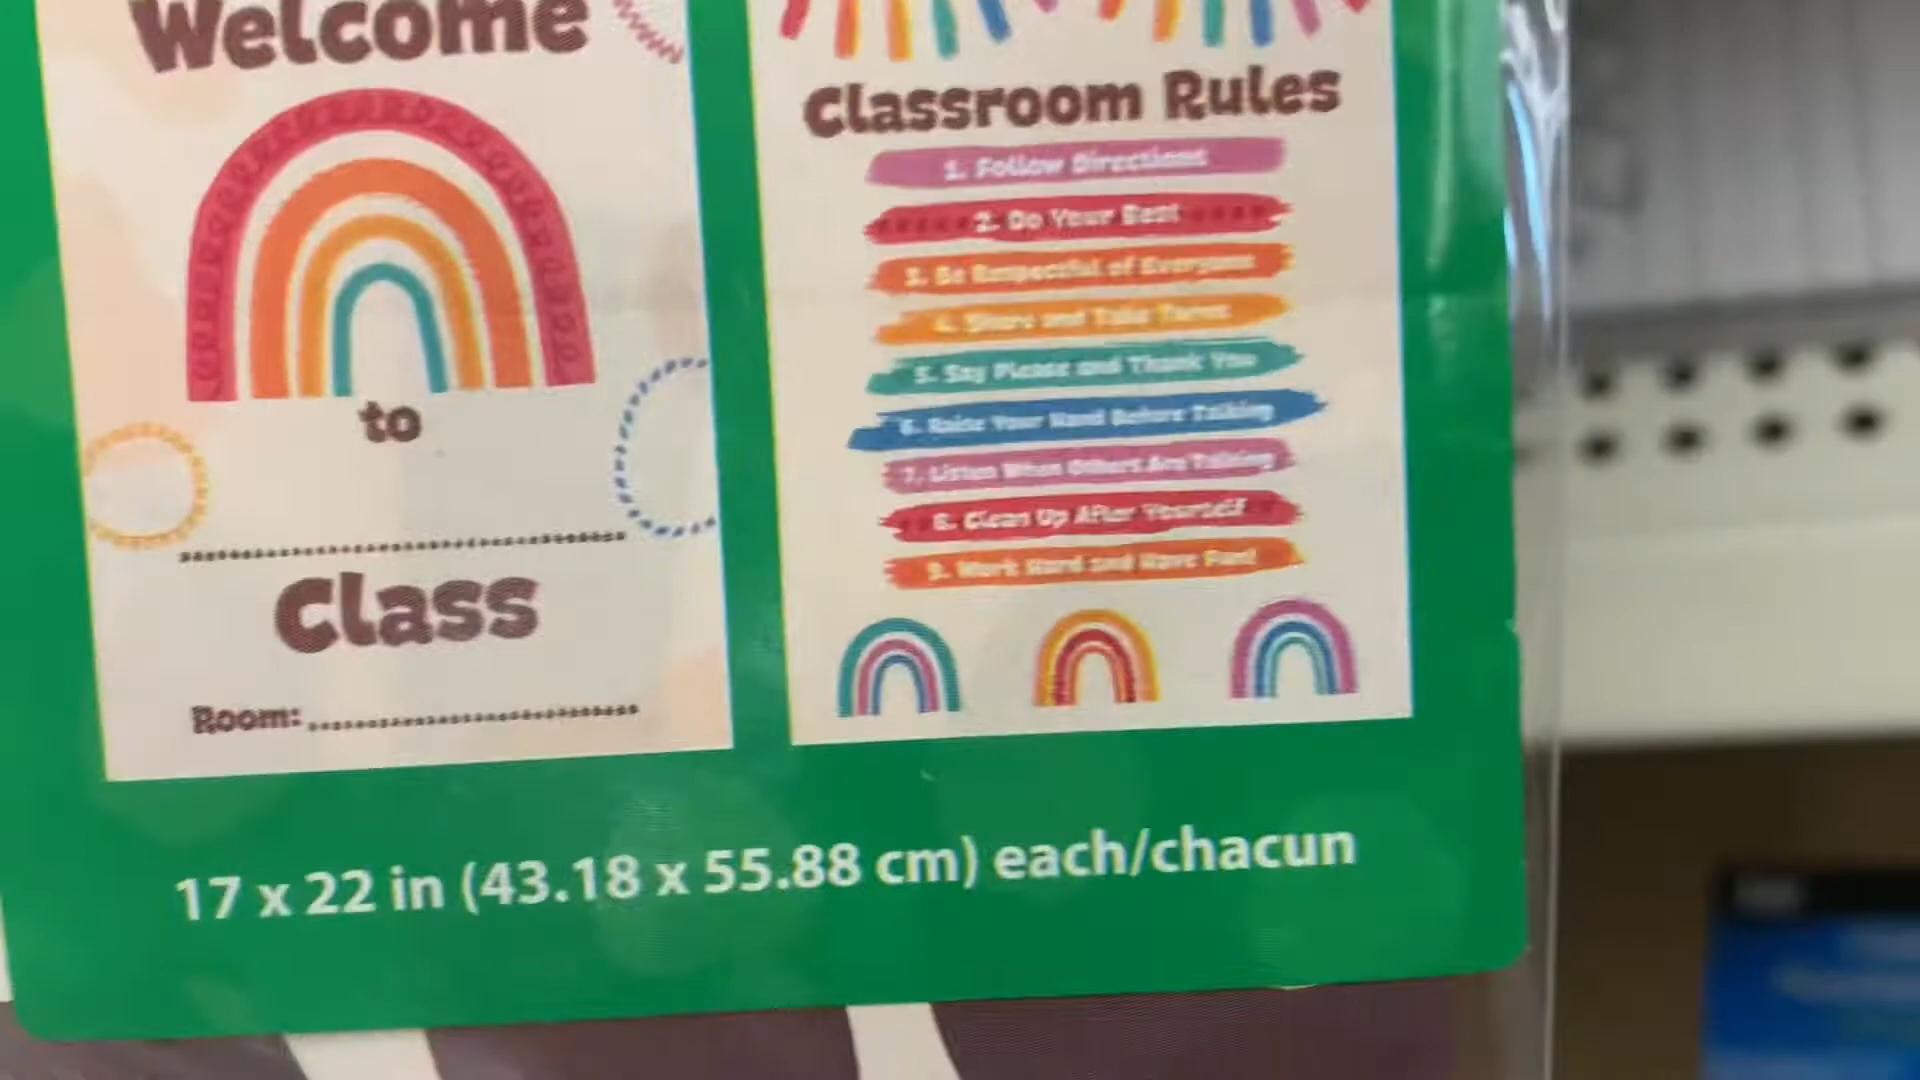 Welcome
to
Class
Room:
Classroom Rules
1. Follow Directions
2. Do Your Best
3. Be Respectful of Everyone
4. Share and Take Turns
5. Say Please and Thank You
6. Raise Your Hand Before Talking
7. Listen When Others Are Talking
8. Clean Up After Yourself
9. Work Hard and Have Fun!
17 x 22 in (43.18 x 55.88 cm) each/chacun